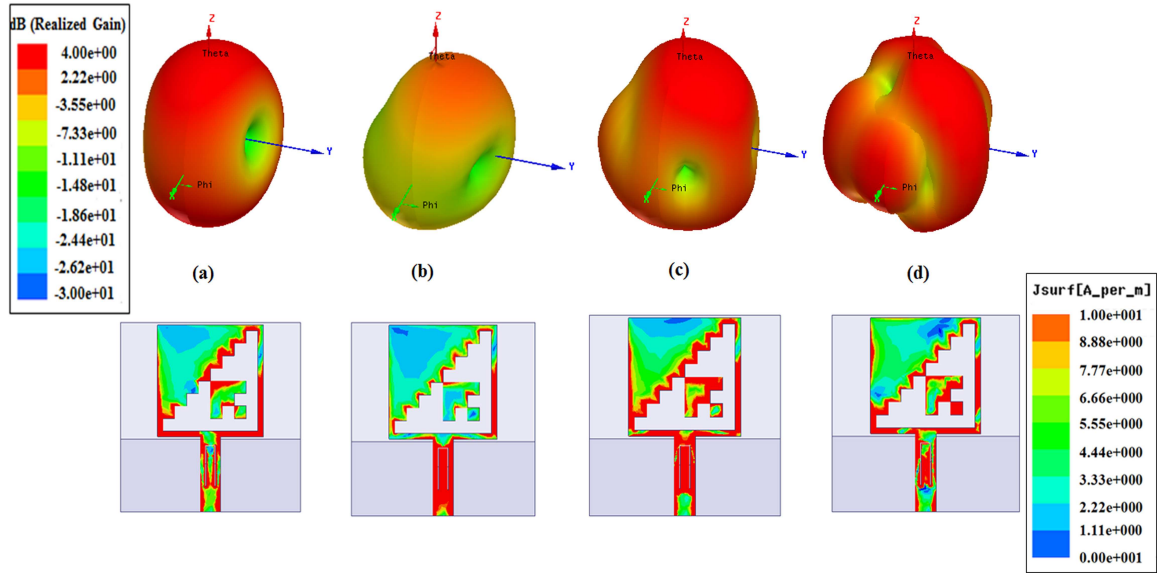 dB (Realized Gain)
4.00e+00
2.22e+00
-3.55e+00
-7.33e+00
-1.11e+01
-1.48e+01
-1.86e+01
-2.44e+01
-2.62e+01
-3.00e+01
Z
Theta
Y
X
Phi
Z
Theta
Y
X
Phi
Z
Theta
Y
X
Phi
Z
Theta
Y
X
Phi
(a)
(b)
(c)
(d)
Jsurf[A_per_m]
1.00e+001
8.88e+000
7.77e+000
6.66e+000
5.55e+000
4.44e+000
3.33e+000
2.22e+000
1.11e+000
0.00e+001